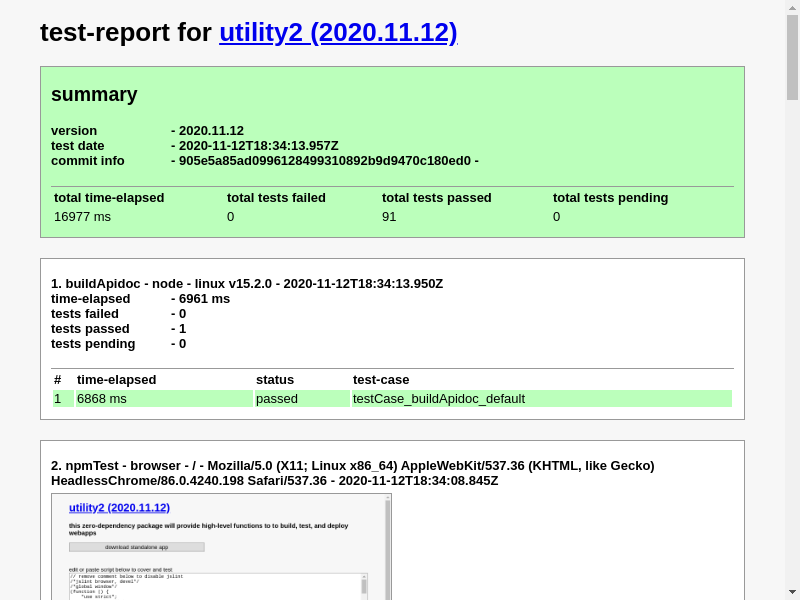 test-report for utility2 (2020.11.12)
summary
version - 2020.11.12
test date - 2020-11-12T18:34:13.957Z
commit info - 905e5a85ad0996128499310892b9d9470c180ed0 -
total time-elapsed total tests failed total tests passed total tests pending
16977 ms 0 91 0
1. buildApidoc - node - linux v15.2.0 - 2020-11-12T18:34:13.950Z
time-elapsed - 6961 ms
tests failed - 0
tests passed - 1
tests pending - 0
# time-elapsed status test-case
1 6868 ms passed testCase_buildApidoc_default
2. npmTest - browser - / - Mozilla/5.0 (X11; Linux x86_64) AppleWebKit/537.36 (KHTML, like Gecko)
HeadlessChrome/86.0.4240.198 Safari/537.36 - 2020-11-12T18:34:08.845Z
utility2 (2020.11.12)
this zero-dependency package will provide high-level functions to to build, test, and deploy
webapps
download standalone app
edit or paste script below to cover and test
// remove comment below to disable jslint
/*jslint browser, devel*/
/*global window*/
(function () {
"use strict";